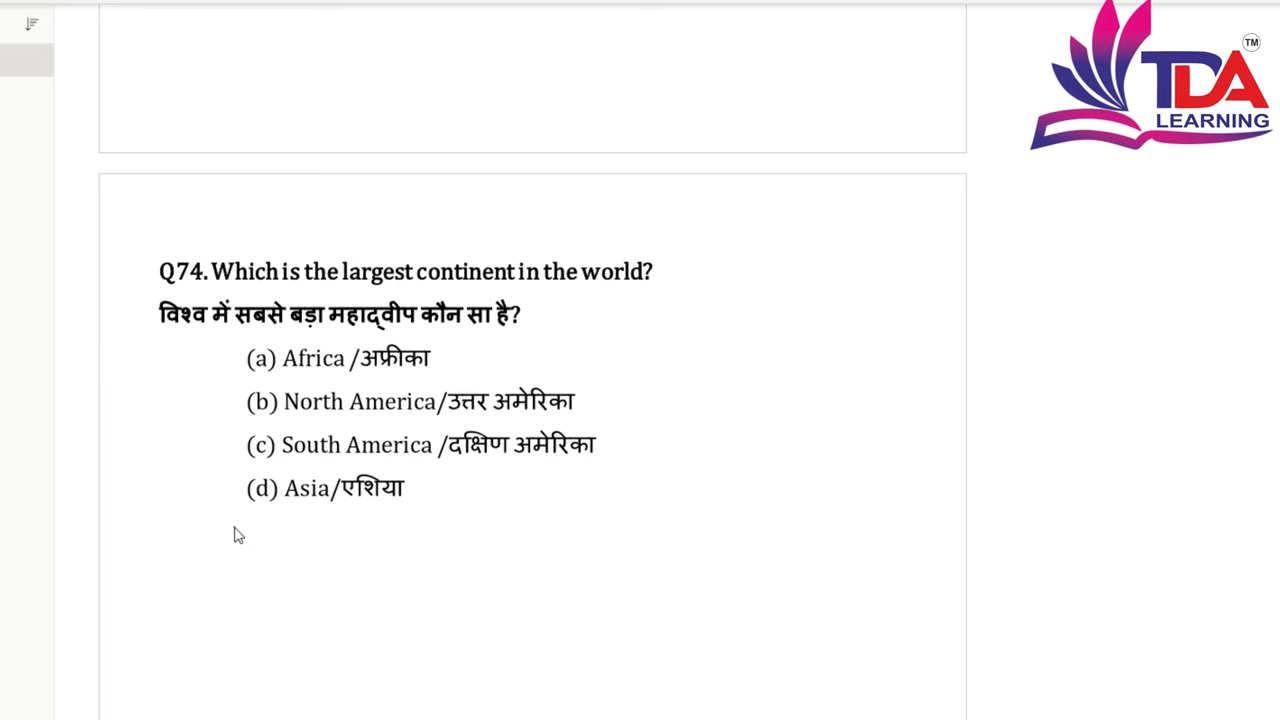 TDA
TM
LEARNING
Q74. Which is the largest continent in the world?
विश्व में सबसे बड़ा महाद्वीप कौन सा है?
(a) Africa /अफ्रीका
(b) North America/उत्तर अमेरिका
(c) South America /दक्षिण अमेरिका
(d) Asia/एशिया